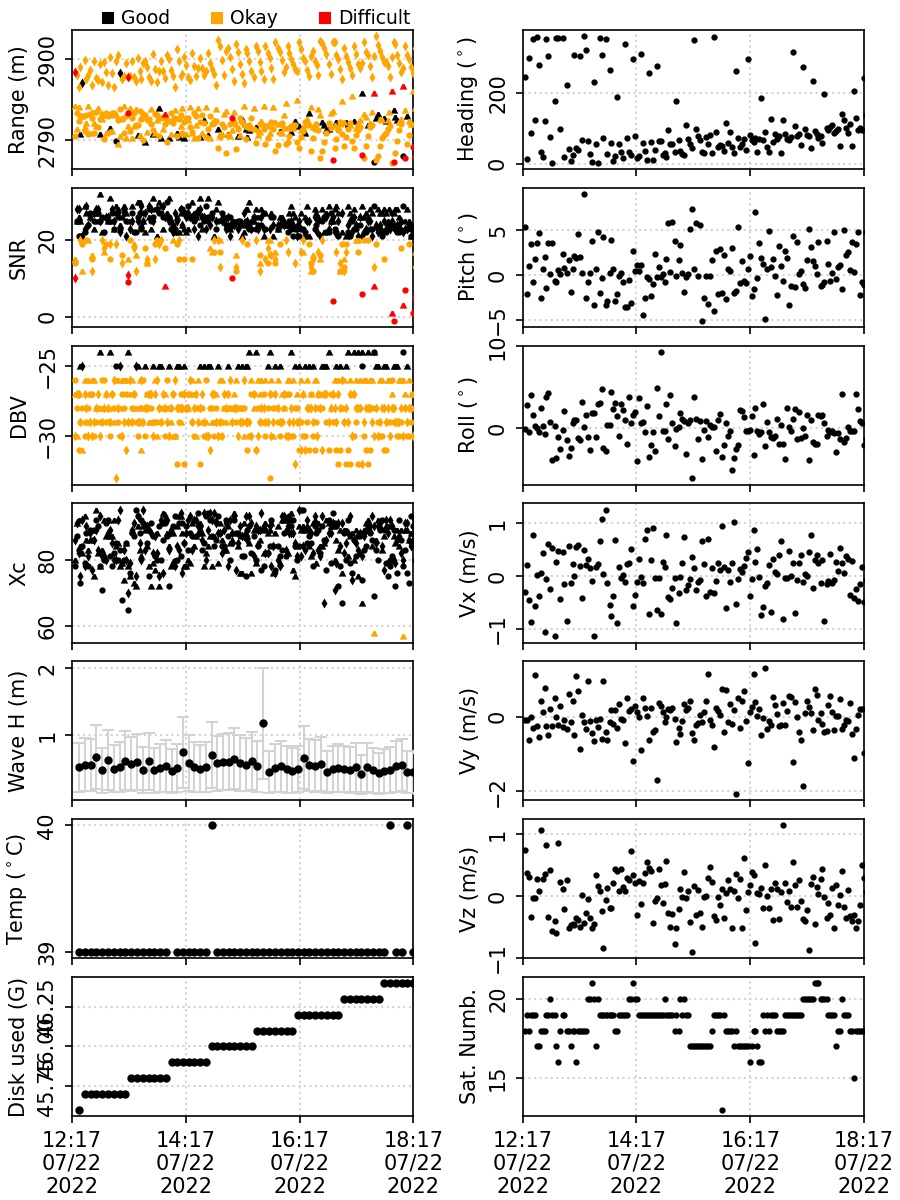 Good Okay Difficult
Range (m)
2900
2790
Heading (°)
200
0
SNR
20
0
Pitch (°)
5
0
−5
DBV
−25
−30
Roll (°)
10
0
Xc
80
60
Vx (m/s)
1
0
−1
Wave H (m)
2
1
Vy (m/s)
0
−2
Temp (°C)
40
39
Vz (m/s)
1
0
−1
Disk used (G)
46.25
46.00
45.75
Sat. Numb.
20
15
12:17 14:17 16:17 18:17 12:17 14:17 16:17 18:17
07/22 07/22 07/22 07/22 07/22 07/22 07/22 07/22
2022 2022 2022 2022 2022 2022 2022 2022